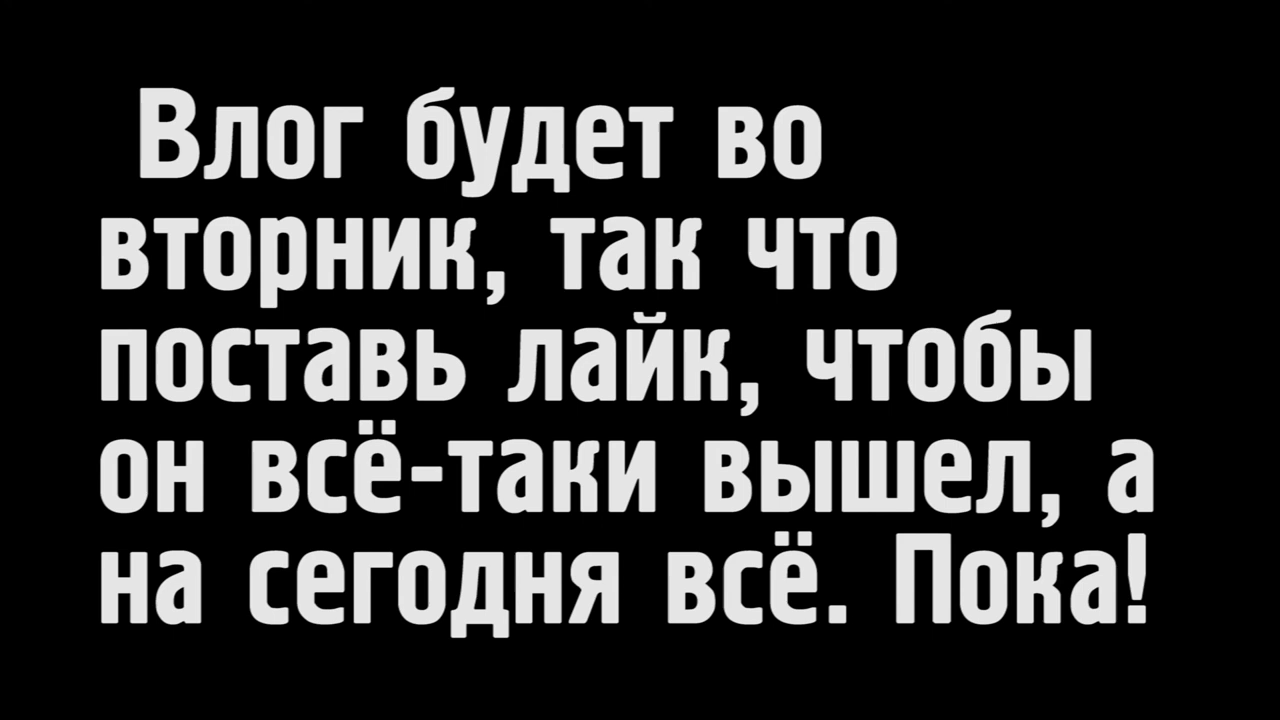 Влог будет во
вторник, так что
поставь лайк, чтобы
он всё-таки вышел, а
на сегодня всё. Пока!